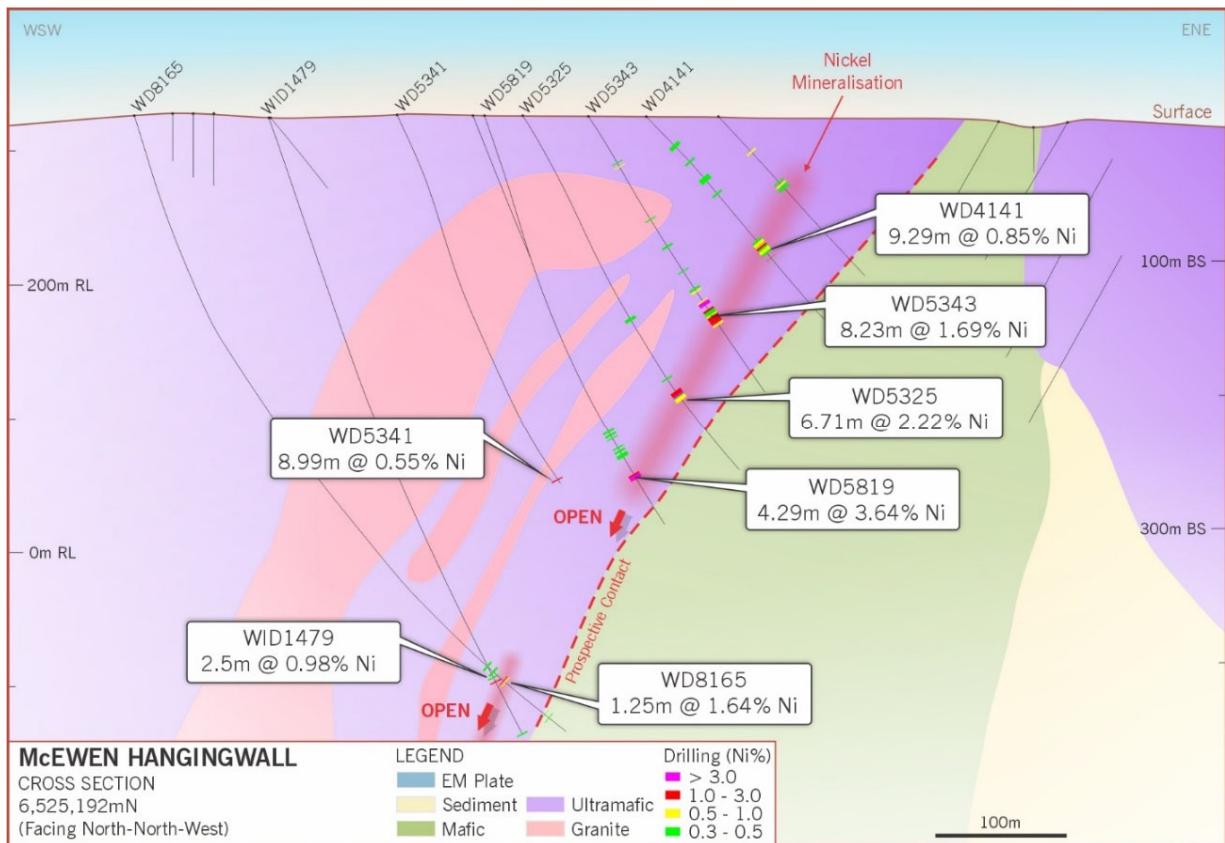 WSW
ENE
WD8165
WID1479
WD5341
WD5819
WD5325
WD5343
WD4141
Nickel
Mineralisation
Surface
WD4141
9.29m @ 0.85% Ni
200m RL
100m BS
WD5343
8.23m @ 1.69% Ni
WD5325
6.71m @ 2.22% Ni
WD5341
8.99m @ 0.55% Ni
WD5819
4.29m @ 3.64% Ni
OPEN
0m RL
300m BS
Prospective Contact
WID1479
2.5m @ 0.98% Ni
WD8165
1.25m @ 1.64% Ni
OPEN
McEWEN HANGINGWALL
CROSS SECTION
6,525,192mN
(Facing North-North-West)
LEGEND
EM Plate
Sediment
Ultramafic
Mafic
Granite
Drilling (Ni%)
> 3.0
1.0 - 3.0
0.5 - 1.0
0.3 - 0.5
100m